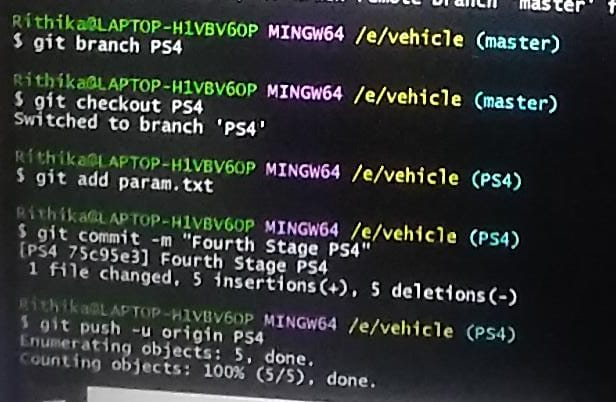 remote branch 'master' f
Rithika@LAPTOP-H1VBV6OP MINGW64 /e/vehicle (master)
$ git branch PS4
Rithika@LAPTOP-H1VBV6OP MINGW64 /e/vehicle (master)
$ git checkout PS4
Switched to branch 'PS4'
Rithika@LAPTOP-H1VBV6OP MINGW64 /e/vehicle (PS4)
$ git add param.txt
Rithika@LAPTOP-H1VBV6OP MINGW64 /e/vehicle (PS4)
$ git commit -m "Fourth Stage PS4"
[PS4 75c95e3] Fourth Stage PS4
1 file changed, 5 insertions(+), 5 deletions(-)
Rithika@LAPTOP-H1VBV6OP MINGW64 /e/vehicle (PS4)
$ git push -u origin PS4
Enumerating objects: 5, done.
Counting objects: 100% (5/5), done.